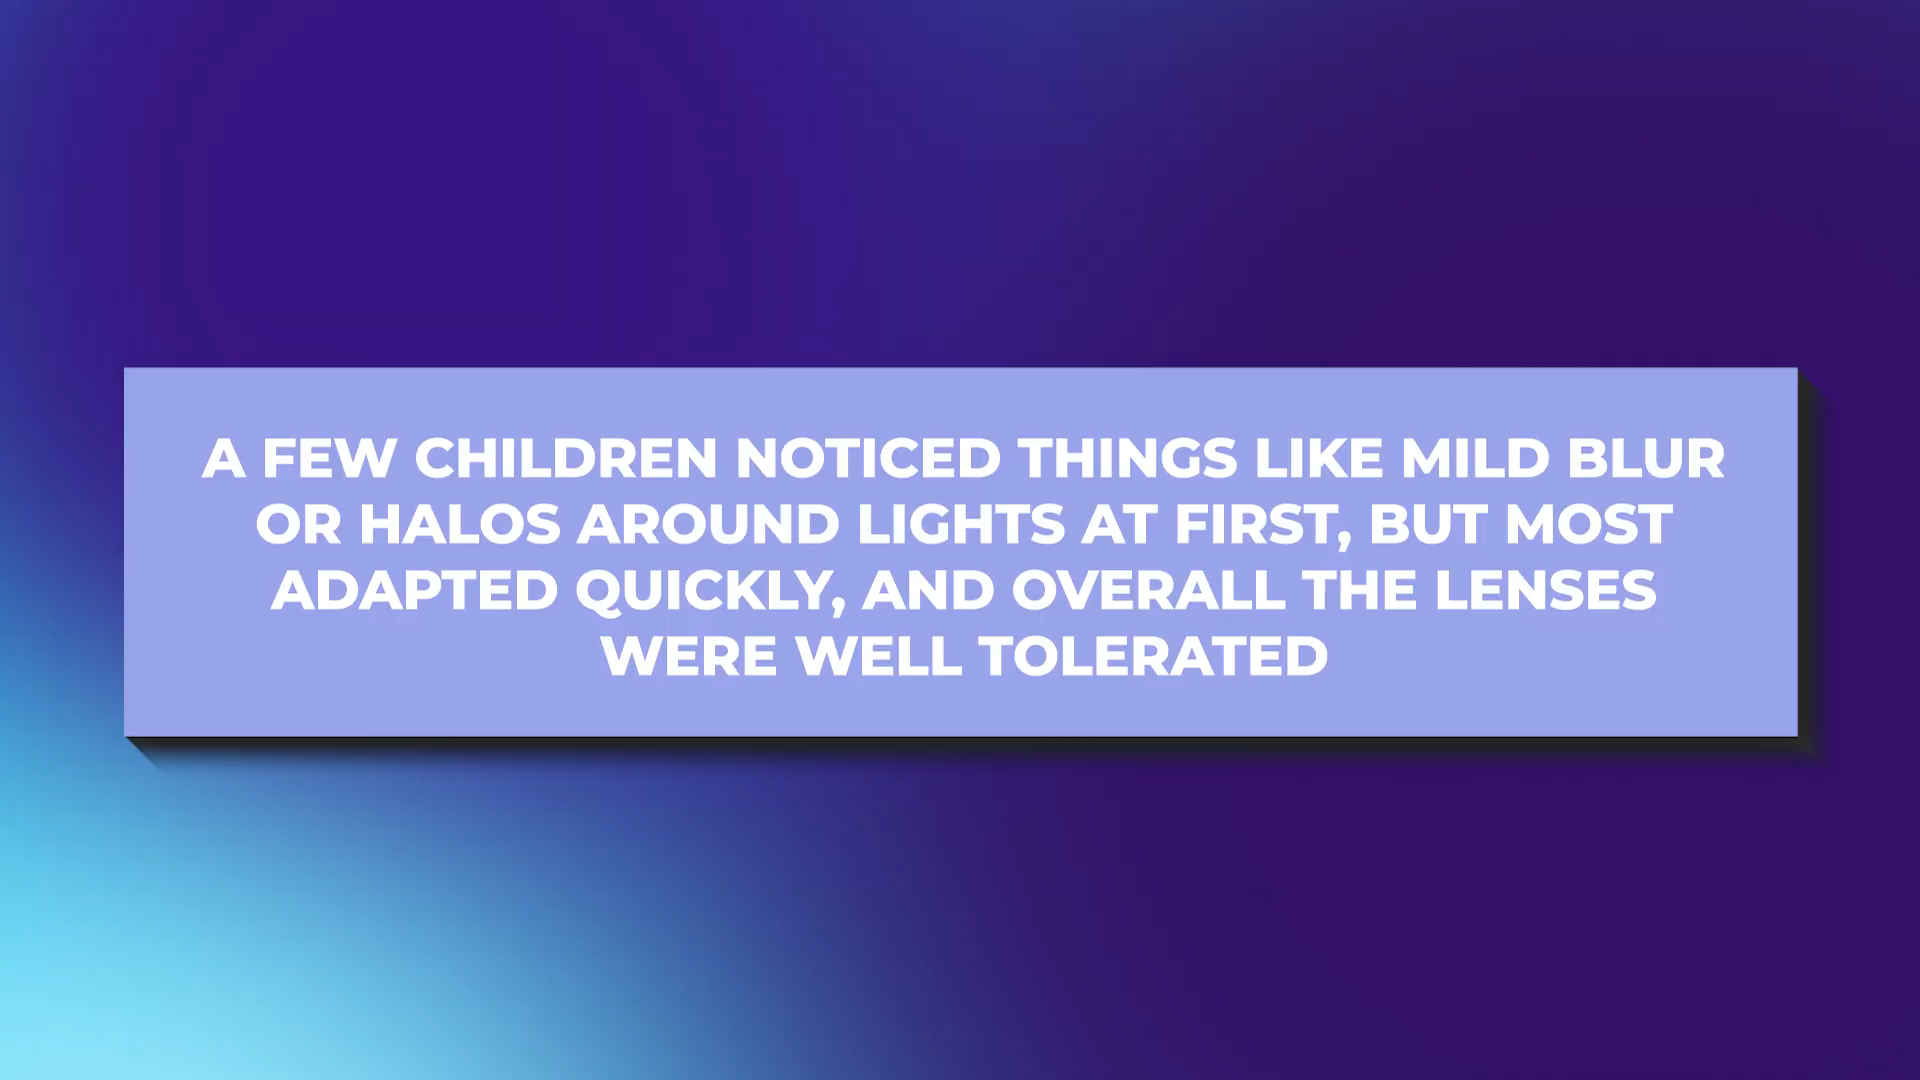 A FEW CHILDREN NOTICED THINGS LIKE MILD BLUR
OR HALOS AROUND LIGHTS AT FIRST, BUT MOST
ADAPTED QUICKLY, AND OVERALL THE LENSES
WERE WELL TOLERATED